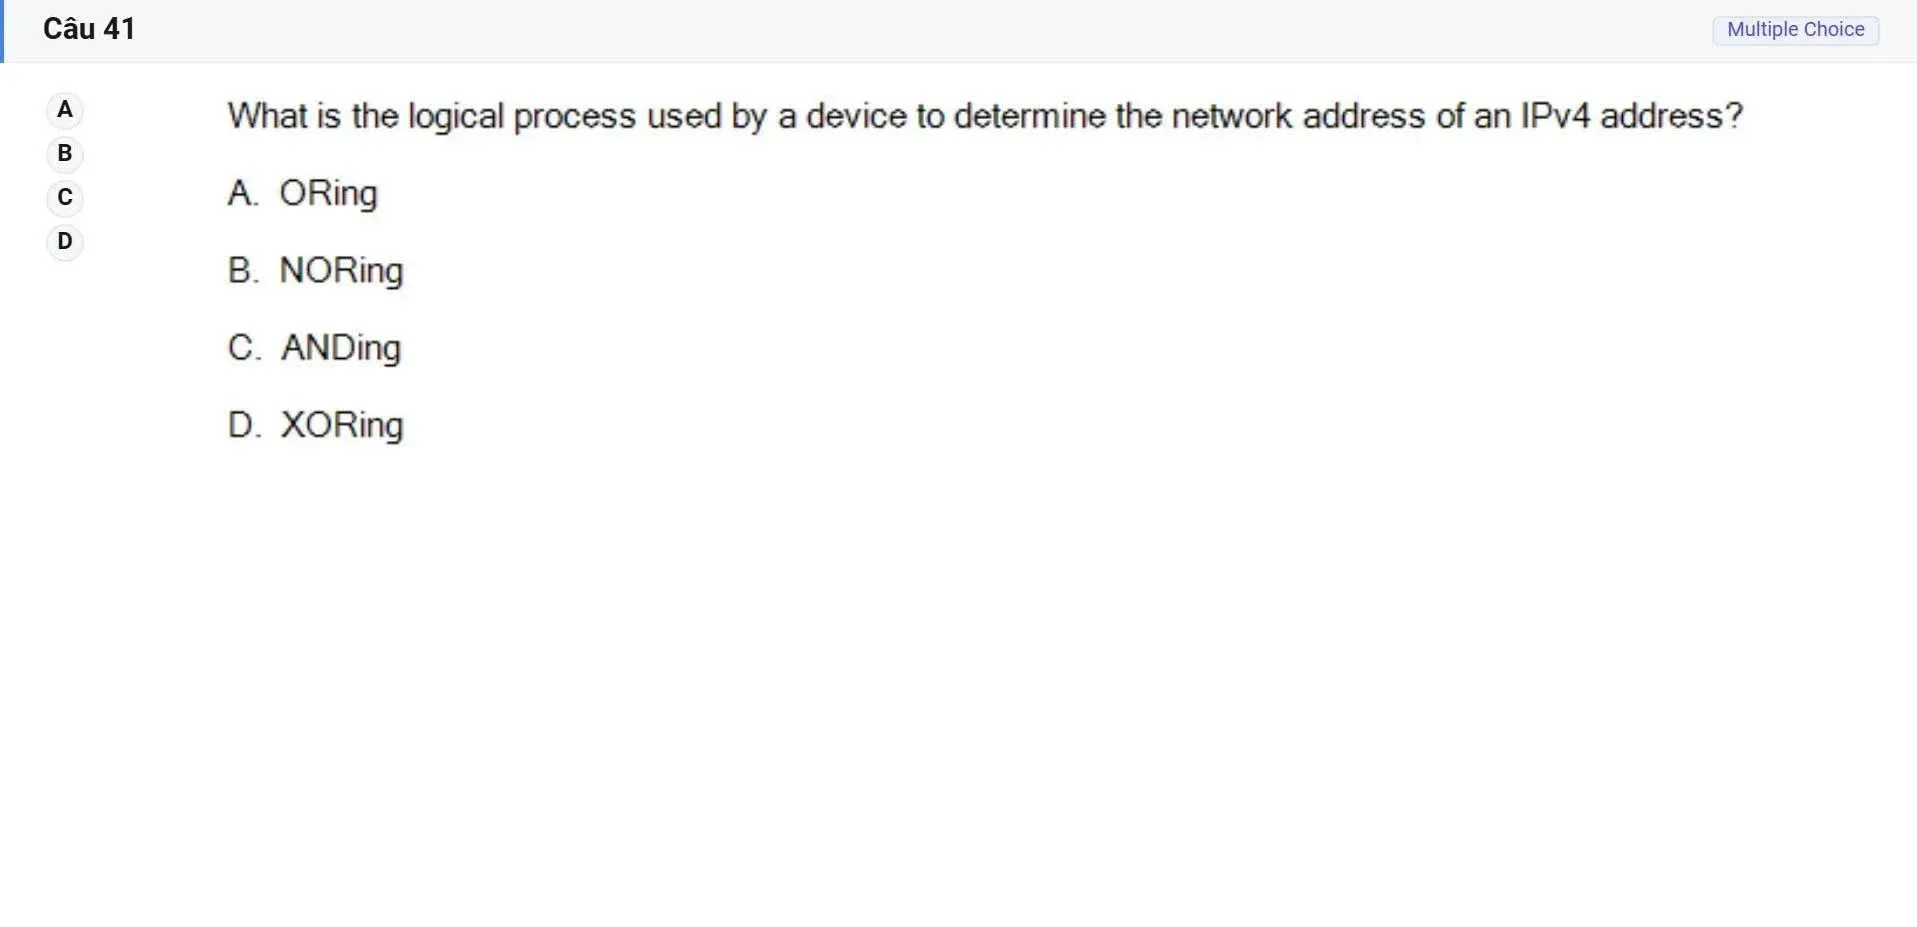 Câu 41
Multiple Choice
A
B
C
D
What is the logical process used by a device to determine the network address of an IPv4 address?
A. ORing
B. NORing
C. ANDing
D. XORing